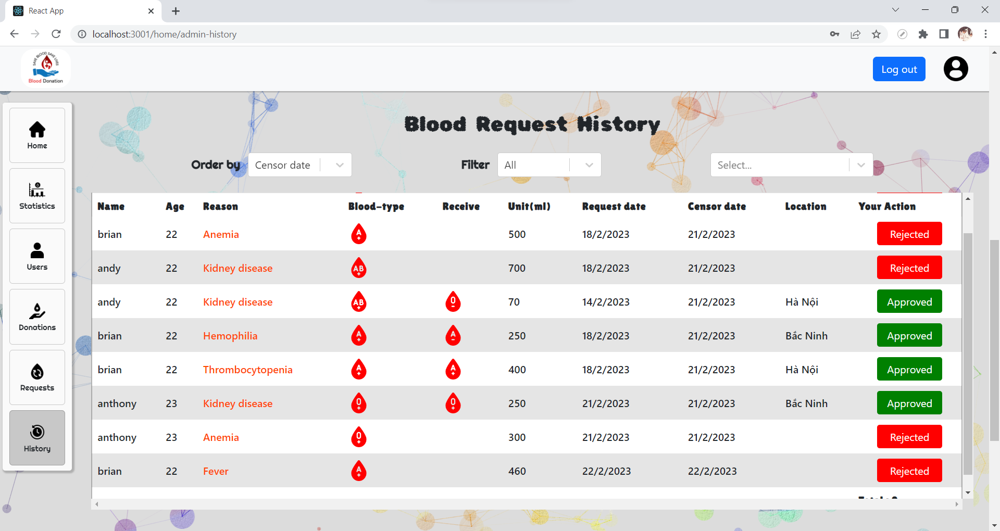 React App
localhost:3001/home/admin-history
SAVE BLOOD SAVE LIVES
Blood Donation
Log out
Home
Statistics
Users
Donations
Requests
History
Blood Request History
Order by Censor date Filter All Select...
Name Age Reason Blood-type Receive Unit(ml) Request date Censor date Location Your Action
brian 22 Anemia A+ 500 18/2/2023 21/2/2023 Rejected
andy 22 Kidney disease AB+ 700 18/2/2023 21/2/2023 Rejected
andy 22 Kidney disease AB+ O- 70 14/2/2023 21/2/2023 Hà Nội Approved
brian 22 Hemophilia A+ A- 250 18/2/2023 21/2/2023 Bắc Ninh Approved
brian 22 Thrombocytopenia A+ A+ 400 18/2/2023 21/2/2023 Hà Nội Approved
anthony 23 Kidney disease O+ O+ 250 21/2/2023 21/2/2023 Bắc Ninh Approved
anthony 23 Anemia O+ 300 21/2/2023 21/2/2023 Rejected
brian 22 Fever A+ 460 22/2/2023 22/2/2023 Rejected